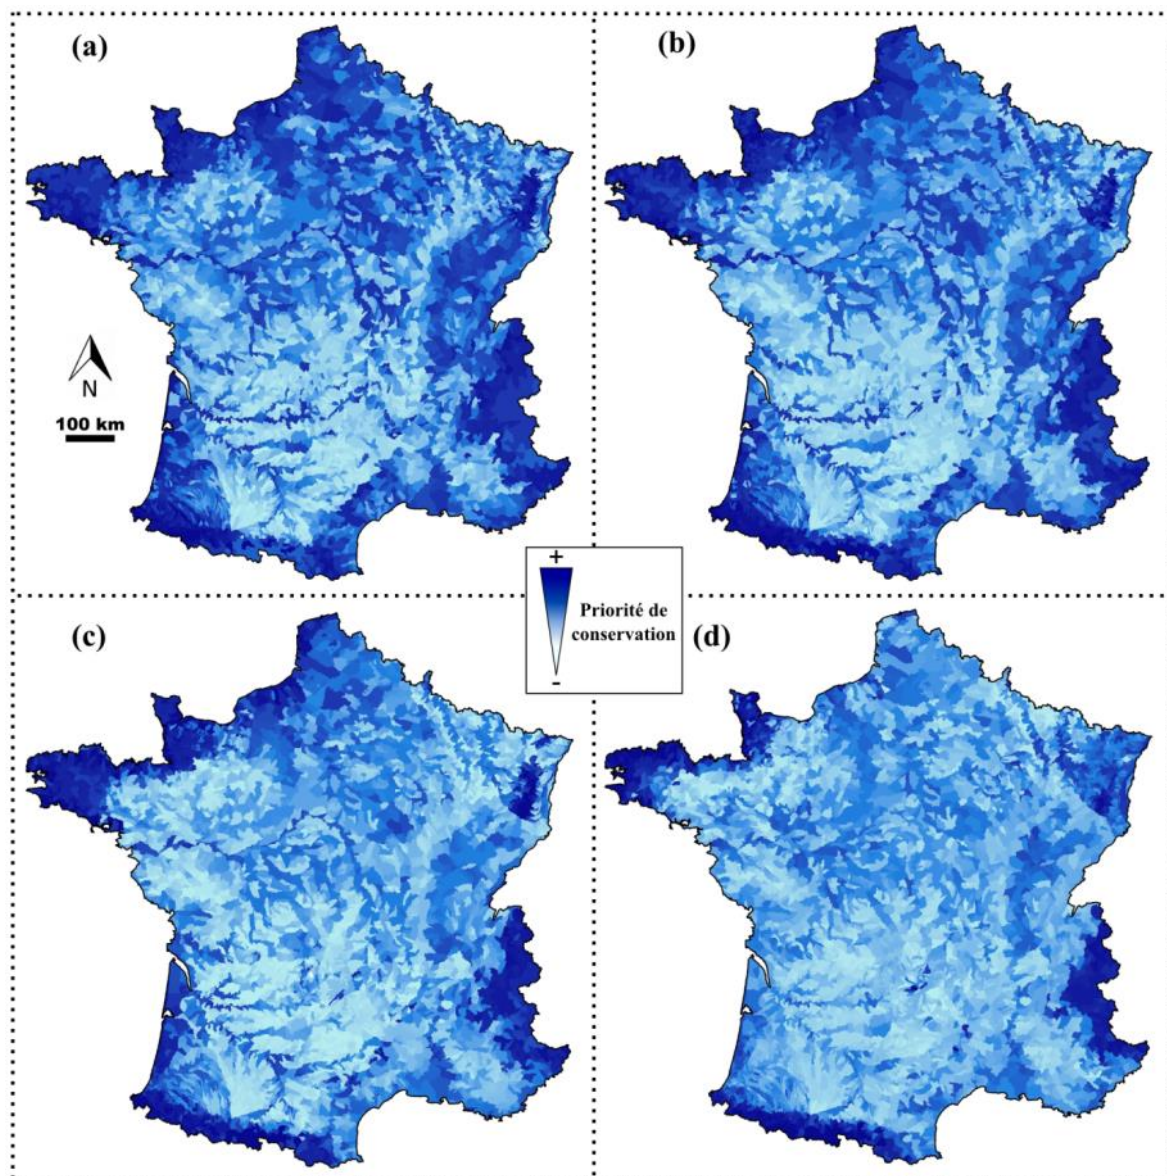 (a)
(b)
N
100 km
+
Priorité de
conservation
-
(c)
(d)